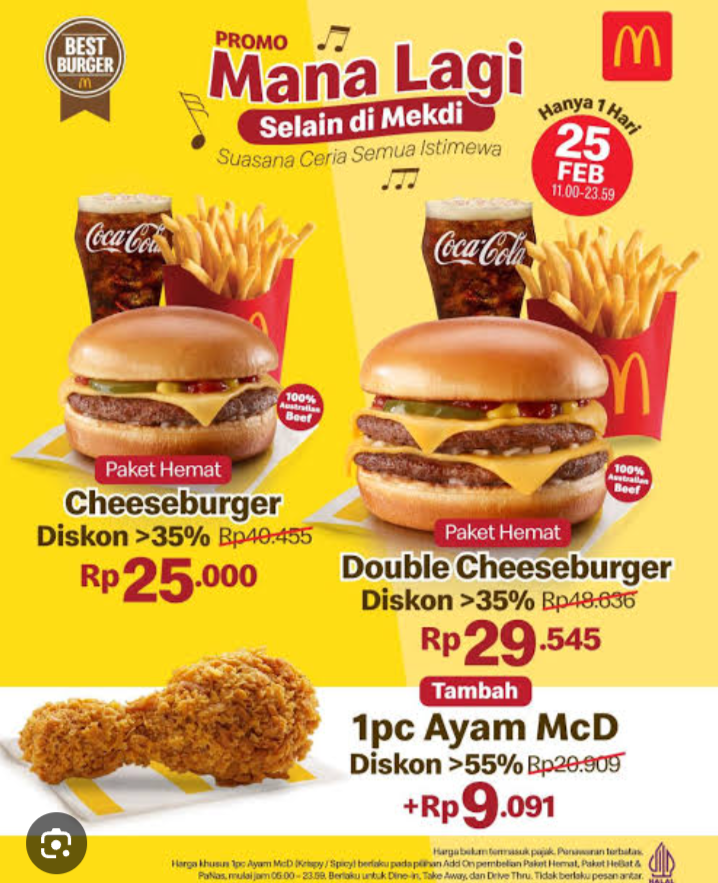 BEST
BURGER
PROMO
Mana Lagi
Selain di Mekdi
Suasana Ceria Semua Istimewa
Hanya 1 Hari
25
FEB
11.00-23.59
Coca-Cola
Coca-Cola
100%
Australian
Beef
100%
Australian
Beef
Paket Hemat
Cheeseburger
Diskon >35% Rp40.455
Rp25.000
Paket Hemat
Double Cheeseburger
Diskon >35% Rp48.636
Rp29.545
Tambah
1pc Ayam McD
Diskon >55% Rp20.909
+Rp9.091
Harga belum termasuk pajak. Penawaran terbatas.
Harga khusus 1pc Ayam McD (Krispy / Spicy) berlaku pada pilihan Add On pembelian Paket Hemat, Paket HeBat &
PaNas, mulai jam 05.00 - 23.59. Berlaku untuk Dine-in, Take Away, dan Drive Thru. Tidak berlaku pesan antar.
HALAL